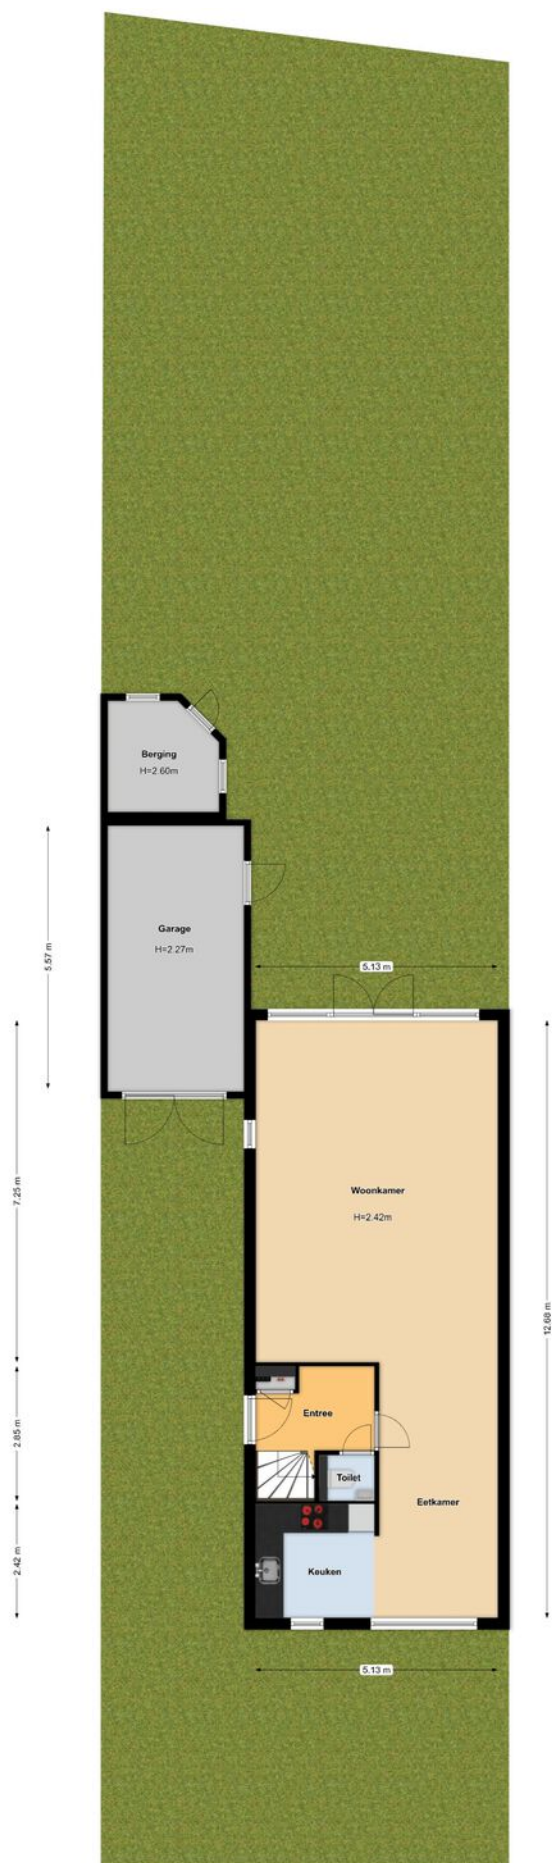 Berging
H=2.60m
5.57 m
Garage
H=2.27m
5.13 m
7.25 m
Woonkamer
H=2.42m
12.68 m
2.85 m
Entree
Toilet
Eetkamer
2.42 m
Keuken
5.13 m